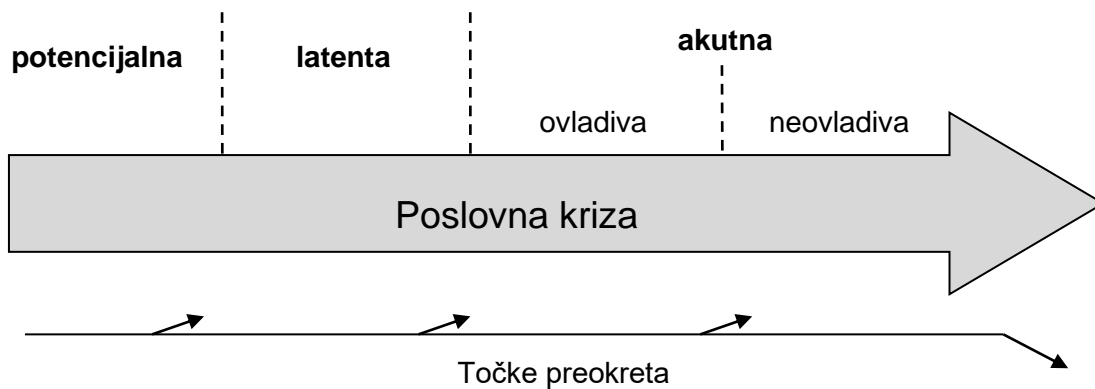 akutna
potencijalna
latenta
ovladiva
neovladiva
Poslovna kriza
Točke preokreta